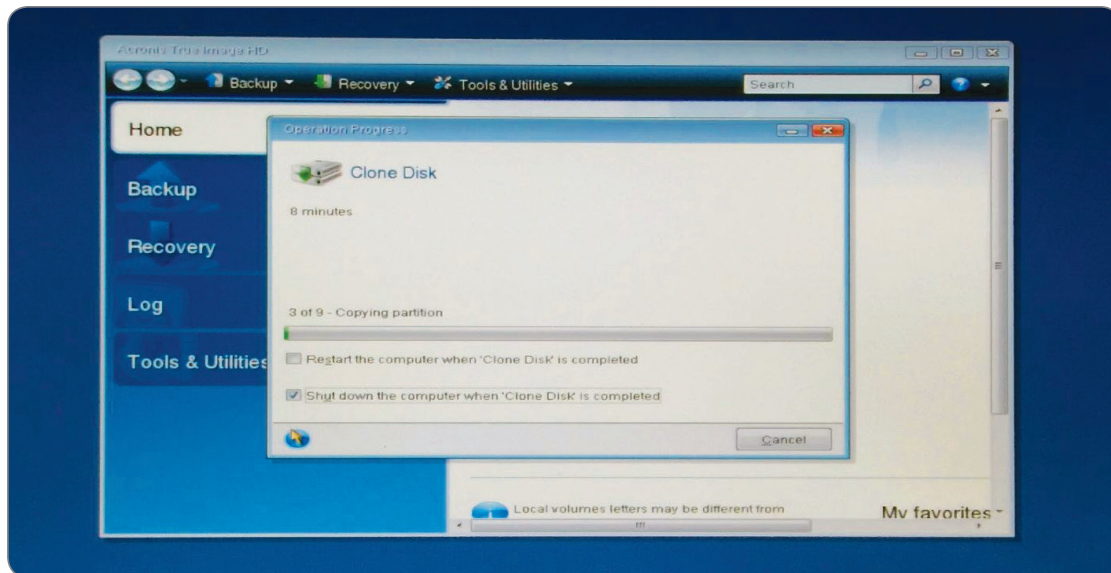 Acronis True Image HD
Backup Recovery Tools & Utilities Search
Home
Backup
Recovery
Log
Tools & Utilities
Operation Progress
Clone Disk
8 minutes
3 of 9 - Copying partition
Restart the computer when 'Clone Disk' is completed
Shut down the computer when 'Clone Disk' is completed
Cancel
Local volumes letters may be different from
My favorites